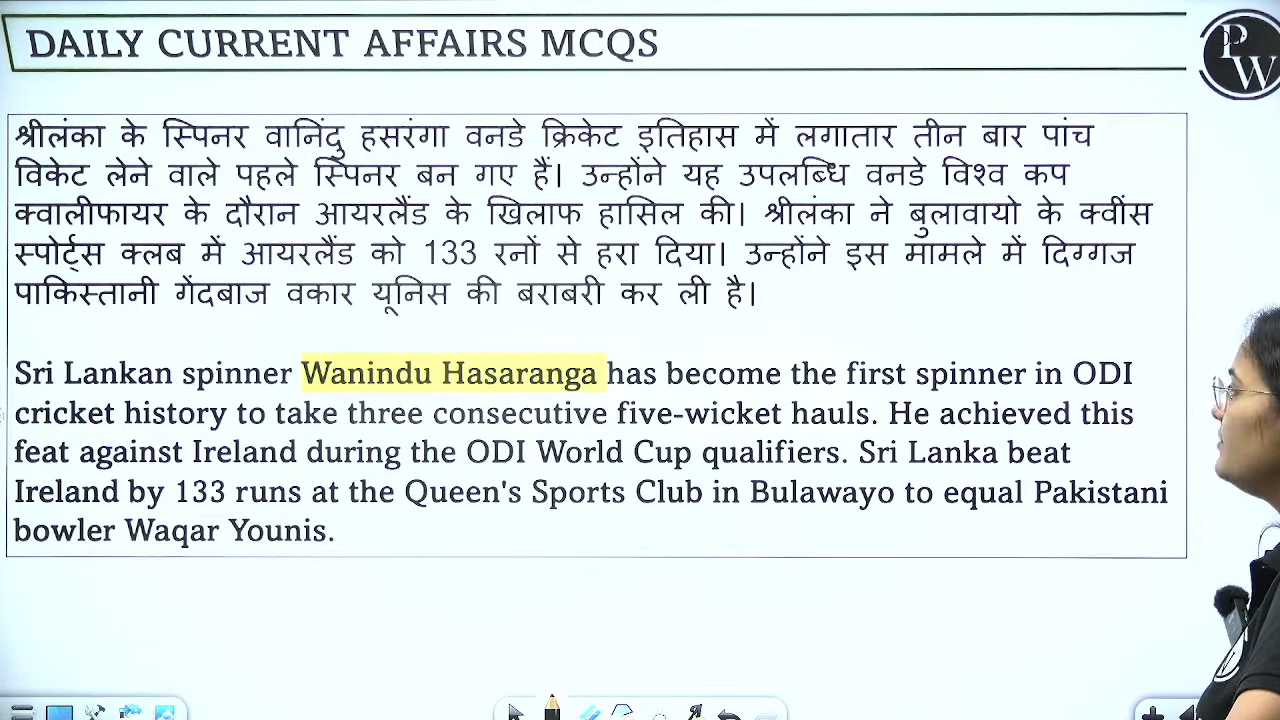 DAILY CURRENT AFFAIRS MCQS
PW
श्रीलंका के स्पिनर वानिंदु हसरंगा वनडे क्रिकेट इतिहास में लगातार तीन बार पांच
विकेट लेने वाले पहले स्पिनर बन गए हैं। उन्होंने यह उपलब्धि वनडे विश्व कप
क्वालीफायर के दौरान आयरलैंड के खिलाफ हासिल की। श्रीलंका ने बुलावायो के क्वींस
स्पोर्ट्स क्लब में आयरलैंड को 133 रनों से हरा दिया। उन्होंने इस मामले में दिग्गज
पाकिस्तानी गेंदबाज वकार यूनिस की बराबरी कर ली है।
Sri Lankan spinner Wanindu Hasaranga has become the first spinner in ODI
cricket history to take three consecutive five-wicket hauls. He achieved this
feat against Ireland during the ODI World Cup qualifiers. Sri Lanka beat
Ireland by 133 runs at the Queen's Sports Club in Bulawayo to equal Pakistani
bowler Waqar Younis.